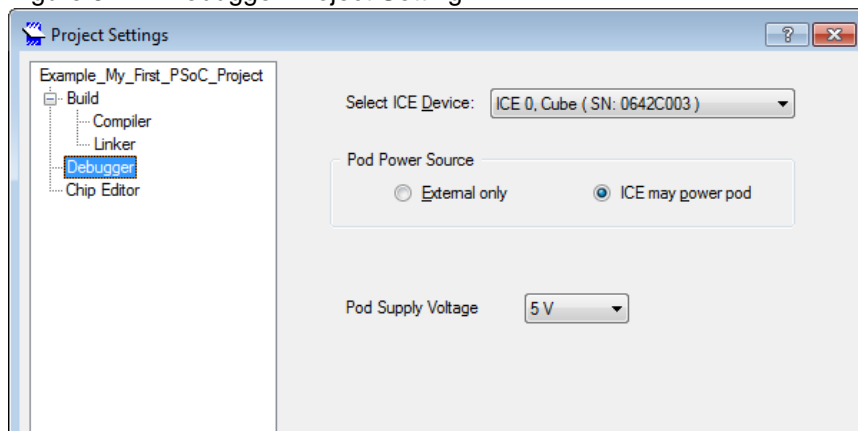 Project Settings
Example_My_First_PSoC_Project
Build
Compiler
Linker
Debugger
Chip Editor
Select ICE Device: ICE 0, Cube ( SN: 0642C003 )
Pod Power Source
External only ICE may power pod
Pod Supply Voltage 5 V